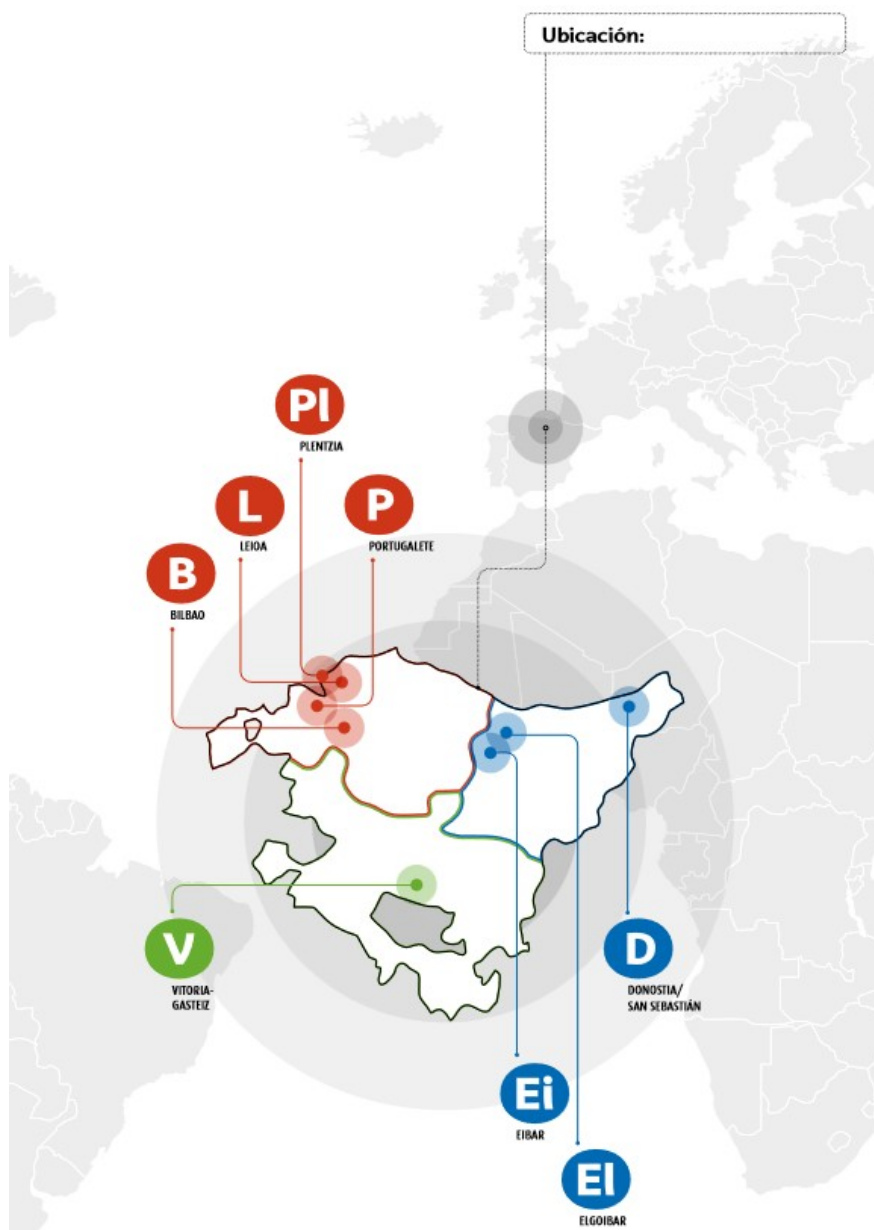 Ubicación:
Pl
PLENTZIA
L
LEIOA
P
PORTUGALETE
B
BILBAO
V
VITORIA-
GASTEIZ
D
DONOSTIA/
SAN SEBASTIÁN
Ei
EIBAR
El
ELGOIBAR